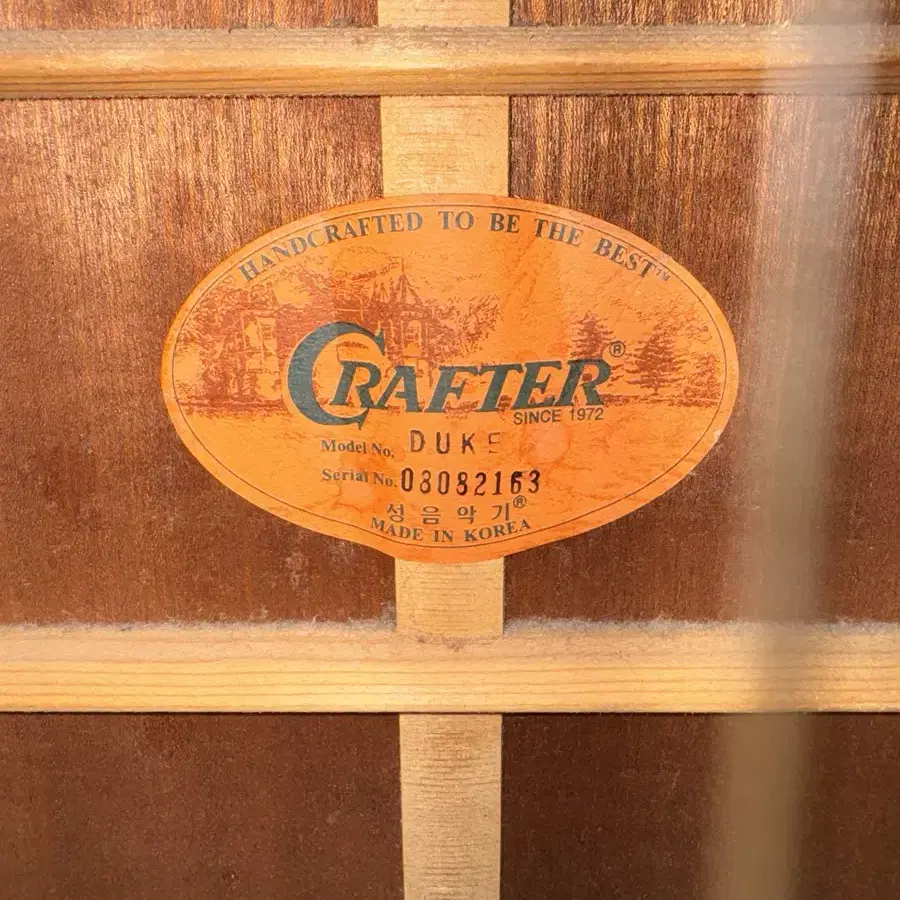 HANDCRAFTED TO BE THE BEST™
CRAFTER®
SINCE 1972
Model No. DUKE
Serial No. 08082163
성음악기®
MADE IN KOREA